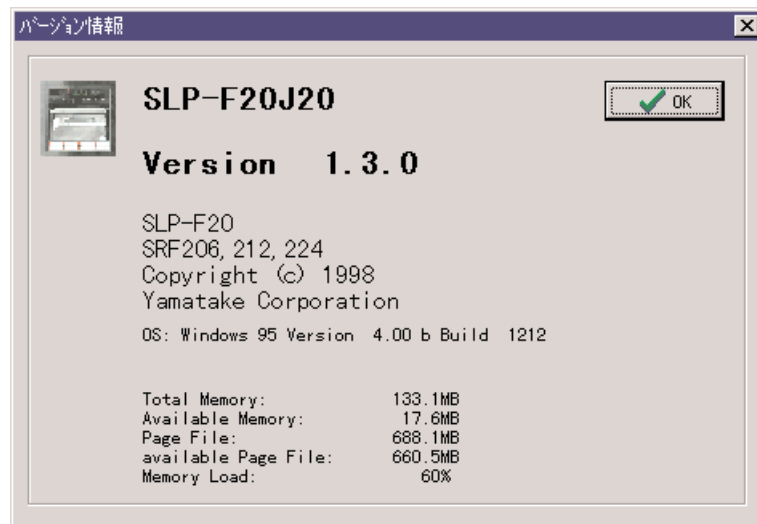 バージョン情報
SLP-F20J20
OK
Version 1.3.0
SLP-F20
SRF206, 212, 224
Copyright (c) 1998
Yamatake Corporation
OS: Windows 95 Version 4.00 b Build 1212
Total Memory: 133.1MB
Available Memory: 17.6MB
Page File: 688.1MB
available Page File: 660.5MB
Memory Load: 60%